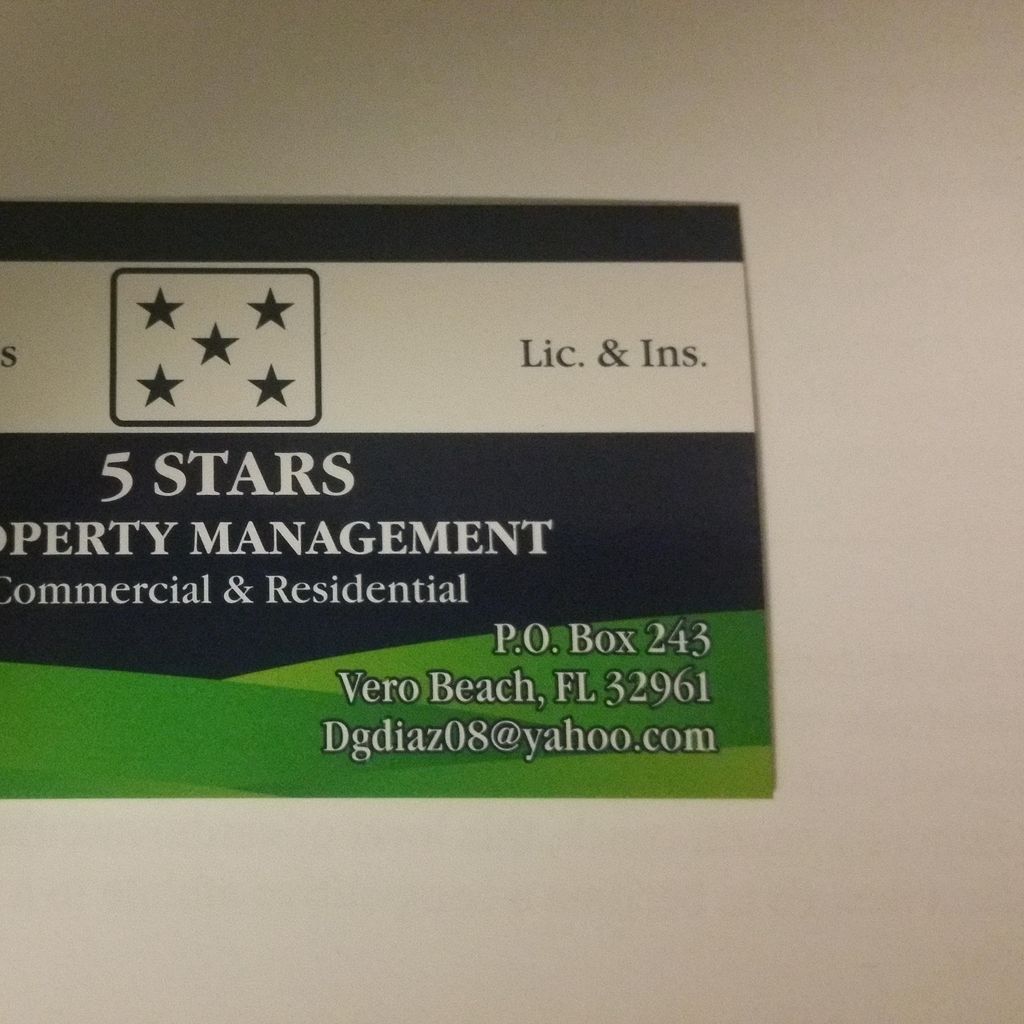 s
Lic. & Ins.
5 STARS
OPERTY MANAGEMENT
Commercial & Residential
P.O. Box 243
Vero Beach, FL 32961
Dgdiaz08@yahoo.com